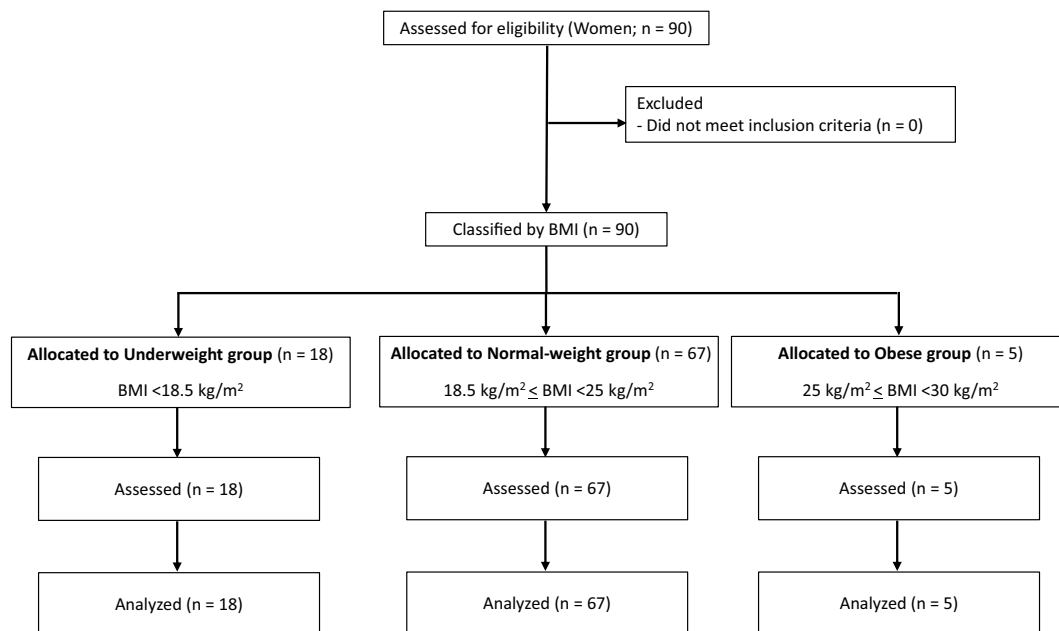 Assessed for eligibility (Women; n = 90)
Excluded
- Did not meet inclusion criteria (n = 0)
Classified by BMI (n = 90)
Allocated to Underweight group (n = 18)
BMI <18.5 kg/m²
Allocated to Normal-weight group (n = 67)
18.5 kg/m² ≤ BMI <25 kg/m²
Allocated to Obese group (n = 5)
25 kg/m² ≤ BMI <30 kg/m²
Assessed (n = 18)
Assessed (n = 67)
Assessed (n = 5)
Analyzed (n = 18)
Analyzed (n = 67)
Analyzed (n = 5)